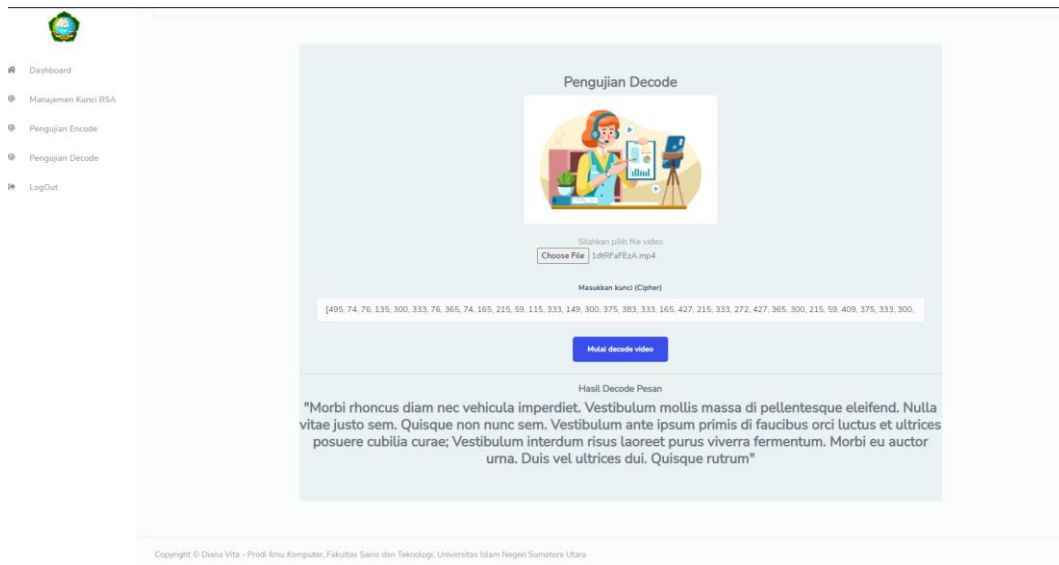 Dashboard
Manajemen Kunci RSA
Pengujian Encode
Pengujian Decode
LogOut
Pengujian Decode
Silahkan pilih file video
Choose File 1dtRFaFEzA.mp4
Masukkan kunci (Cipher)
[495, 74, 76, 135, 300, 333, 76, 365, 74, 165, 215, 59, 115, 333, 149, 300, 375, 383, 333, 165, 427, 215, 333, 272, 427, 365, 300, 215, 59, 409, 375, 333, 300,
Mulai decode video
Hasil Decode Pesan
"Morbi rhoncus diam nec vehicula imperdiet. Vestibulum mollis massa di pellentesque eleifend. Nulla
vitae justo sem. Quisque non nunc sem. Vestibulum ante ipsum primis di faucibus orci luctus et ultrices
posuere cubilia curae; Vestibulum interdum risus laoreet purus viverra fermentum. Morbi eu auctor
urna. Duis vel ultrices dui. Quisque rutrum"
Copyright © Diana Vita - Prodi Ilmu Komputer, Fakultas Sains dan Teknologi, Universitas Islam Negeri Sumatera Utara